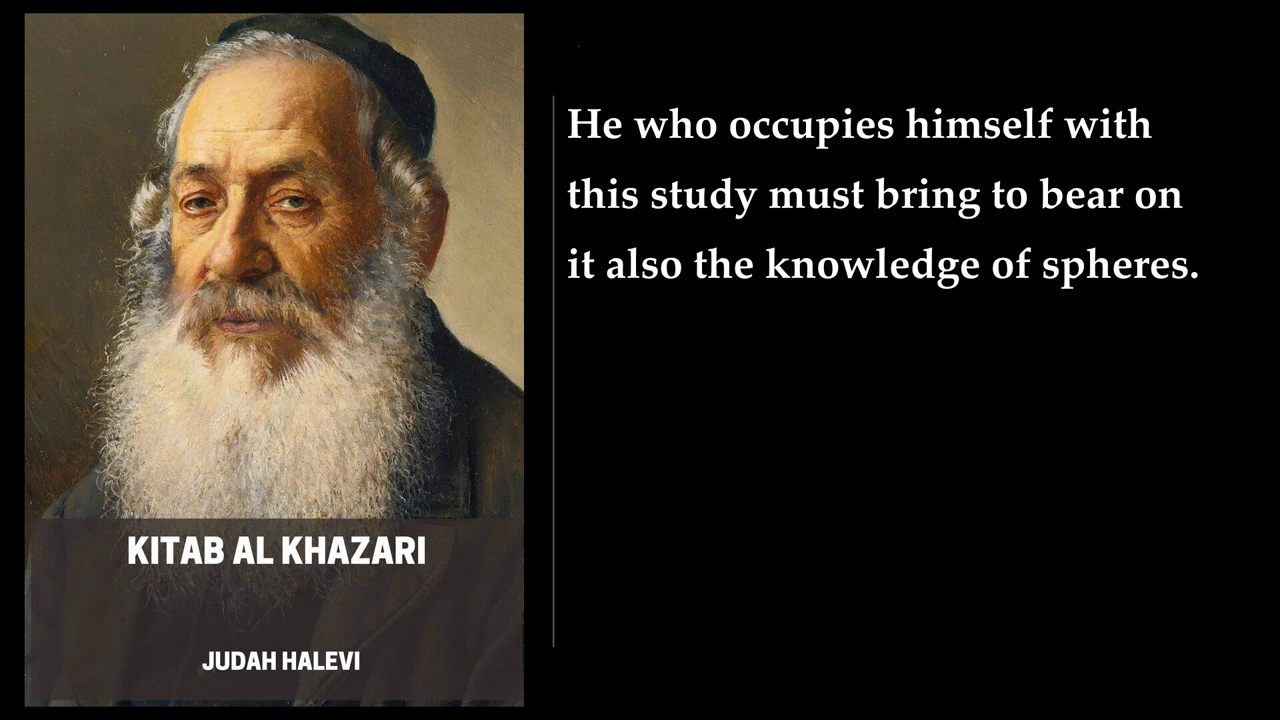 He who occupies himself with
this study must bring to bear on
it also the knowledge of spheres.
KITAB AL KHAZARI
JUDAH HALEVI